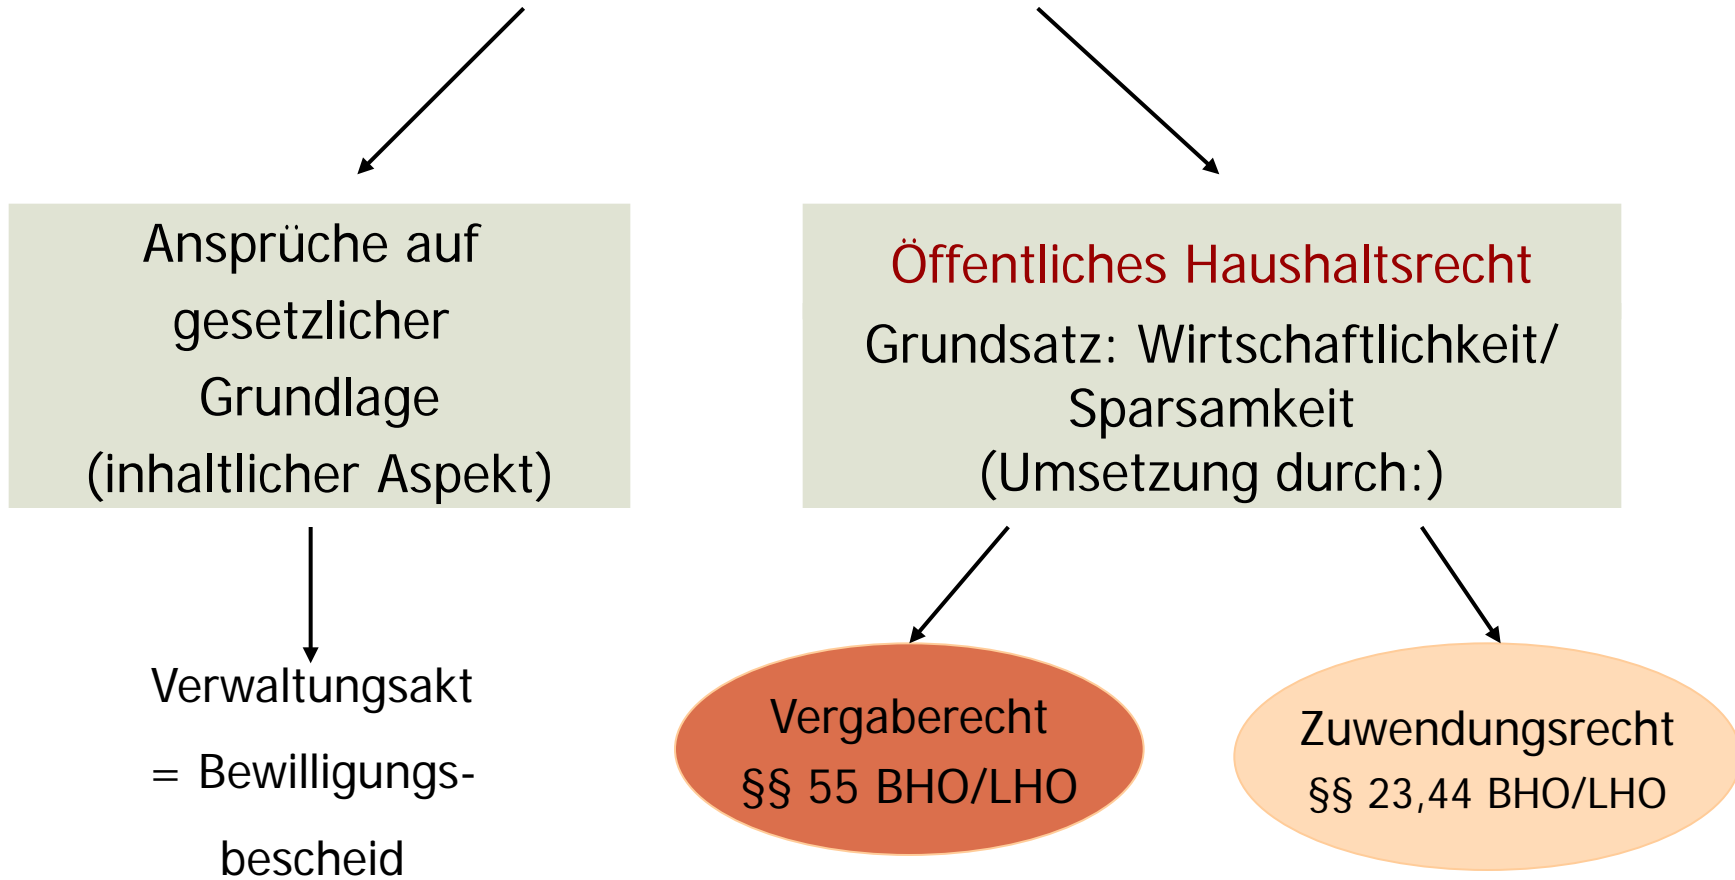 Ansprüche auf
gesetzlicher
Grundlage
(inhaltlicher Aspekt)
Öffentliches Haushaltsrecht
Grundsatz: Wirtschaftlichkeit/
Sparsamkeit
(Umsetzung durch:)
Verwaltungsakt
= Bewilligungs-
bescheid
Vergaberecht
§§ 55 BHO/LHO
Zuwendungsrecht
§§ 23,44 BHO/LHO